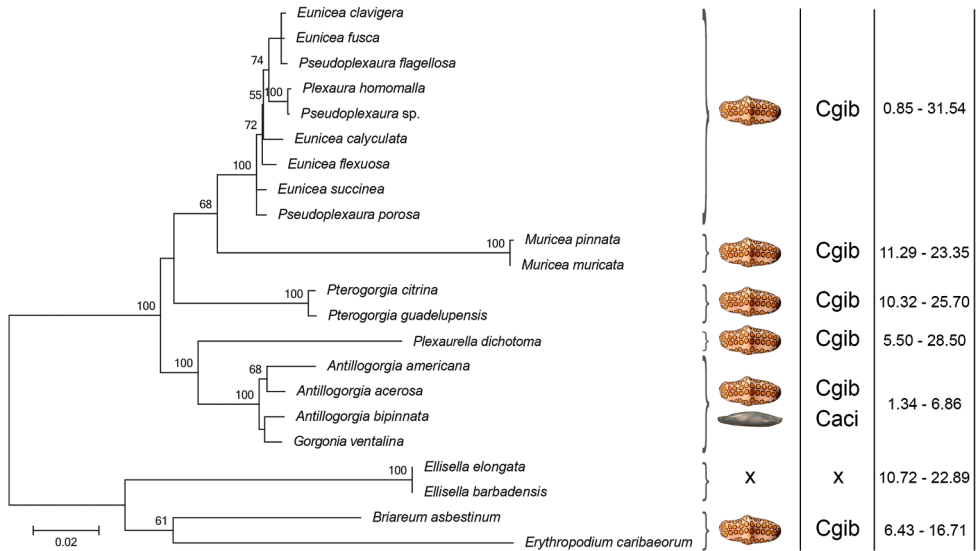 Eunicea clavigera
Eunicea fusca
74
Pseudoplexaura flagellosa
Plexaura homomalla
55
100
Cgib
0.85 - 31.54
Pseudoplexaura sp.
72
Eunicea calyculata
100
Eunicea flexuosa
Eunicea succinea
68
Pseudoplexaura porosa
100
Muricea pinnata
Cgib
11.29 - 23.35
Muricea muricata
100
Pterogorgia citrina
Cgib
10.32 - 25.70
100
Pterogorgia guadelupensis
Plexaurella dichotoma
Cgib
5.50 - 28.50
100
68
Antillogorgia americana
Cgib
100
Antillogorgia acerosa
1.34 - 6.86
Antillogorgia bipinnata
Caci
Gorgonia ventalina
100
Ellisella elongata
x
x
10.72 - 22.89
Ellisella barbadensis
61
Briareum asbestinum
Cgib
6.43 - 16.71
0.02
Erythropodium caribaeorum